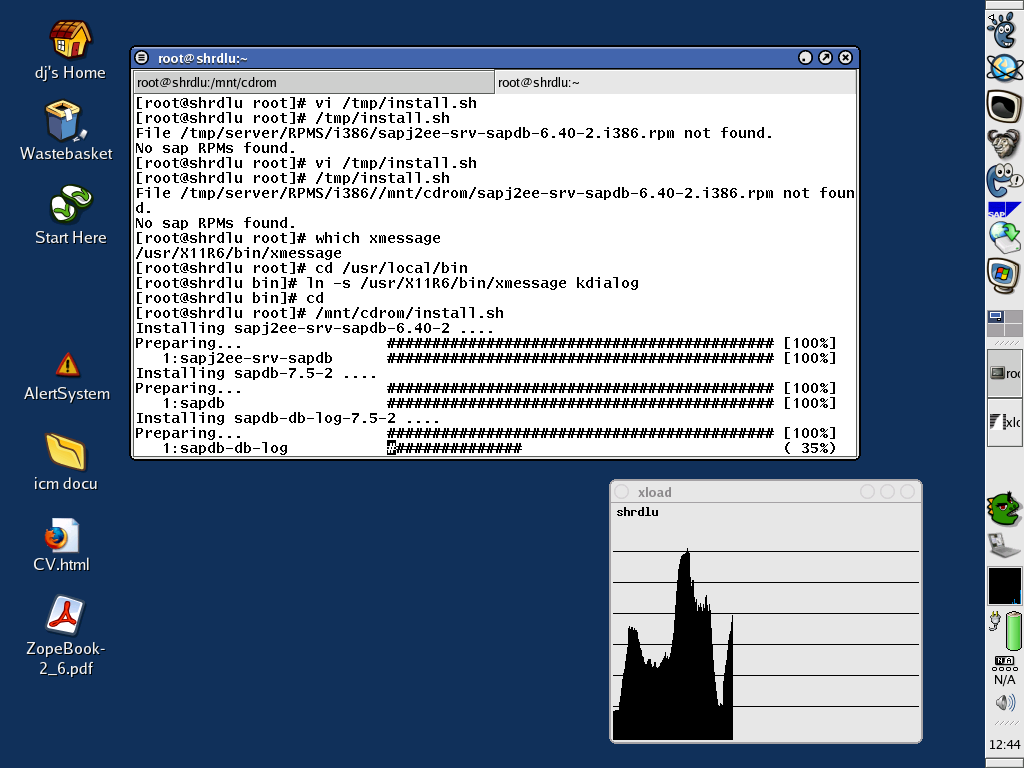 dj's Home
Wastebasket
Start Here
AlertSystem
icm docu
CV.html
ZopeBook-
2_6.pdf
root@shrdlu:~
root@shrdlu:/mnt/cdrom
root@shrdlu:~
[root@shrdlu root]# vi /tmp/install.sh
[root@shrdlu root]# /tmp/install.sh
File /tmp/server/RPMS/i386/sapj2ee-srv-sapdb-6.40-2.i386.rpm not found.
No sap RPMs found.
[root@shrdlu root]# vi /tmp/install.sh
[root@shrdlu root]# /tmp/install.sh
File /tmp/server/RPMS/i386//mnt/cdrom/sapj2ee-srv-sapdb-6.40-2.i386.rpm not foun
d.
No sap RPMs found.
[root@shrdlu root]# which xmessage
/usr/X11R6/bin/xmessage
[root@shrdlu root]# cd /usr/local/bin
[root@shrdlu bin]# ln -s /usr/X11R6/bin/xmessage kdialog
[root@shrdlu bin]# cd
[root@shrdlu root]# /mnt/cdrom/install.sh
Installing sapj2ee-srv-sapdb-6.40-2 ....
Preparing... ########################################### [100%]
1:sapj2ee-srv-sapdb ########################################### [100%]
Installing sapdb-7.5-2 ....
Preparing... ########################################### [100%]
1:sapdb ########################################### [100%]
Installing sapdb-db-log-7.5-2 ....
Preparing... ########################################### [100%]
1:sapdb-db-log ############### ( 35%)
xload
shrdlu
SAP
roo
xlo
N/A
N/A
12:44